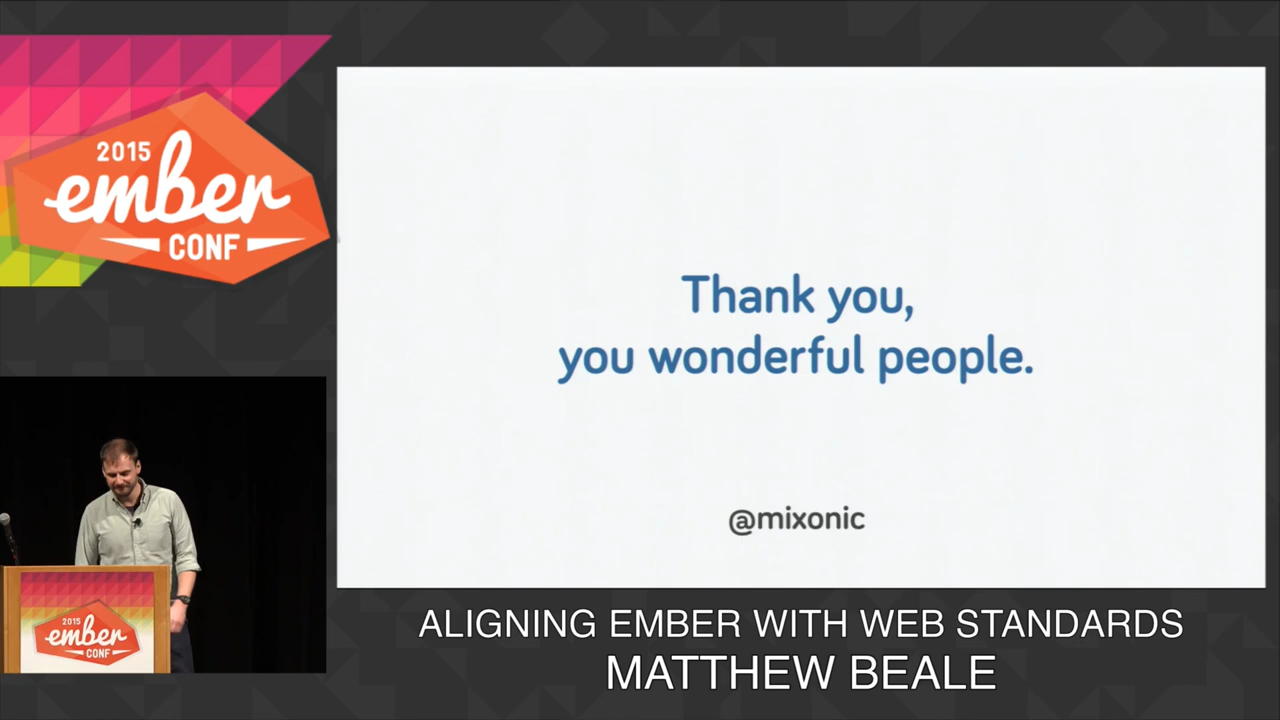 2015
ember
CONF
Thank you,
you wonderful people.
@mixonic
2015
ember
CONF
ALIGNING EMBER WITH WEB STANDARDS
MATTHEW BEALE